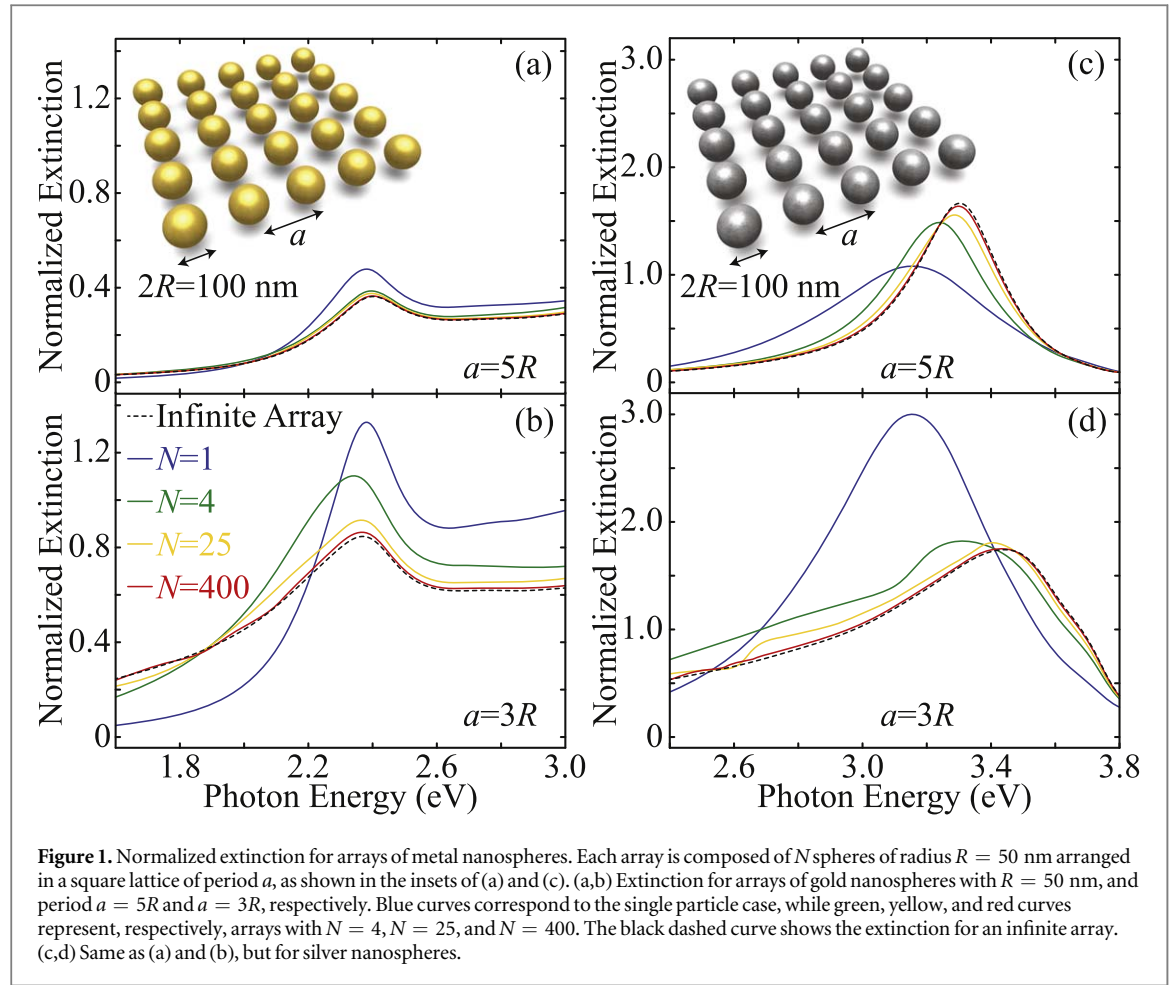 (a)
Normalized Extinction
1.2
0.8
0.4
0
a
2R=100 nm
a=5R
(c)
Normalized Extinction
3.0
2.0
1.0
0
a
2R=100 nm
a=5R
(b)
Normalized Extinction
1.2
0.8
0.4
0
Infinite Array
N=1
N=4
N=25
N=400
a=3R
1.8 2.2 2.6 3.0
Photon Energy (eV)
(d)
Normalized Extinction
3.0
2.0
1.0
0
a=3R
2.6 3.0 3.4 3.8
Photon Energy (eV)
Figure 1. Normalized extinction for arrays of metal nanospheres. Each array is composed of N spheres of radius R = 50 nm arranged
in a square lattice of period a, as shown in the insets of (a) and (c). (a,b) Extinction for arrays of gold nanospheres with R = 50 nm, and
period a = 5R and a = 3R, respectively. Blue curves correspond to the single particle case, while green, yellow, and red curves
represent, respectively, arrays with N = 4, N = 25, and N = 400. The black dashed curve shows the extinction for an infinite array.
(c,d) Same as (a) and (b), but for silver nanospheres.